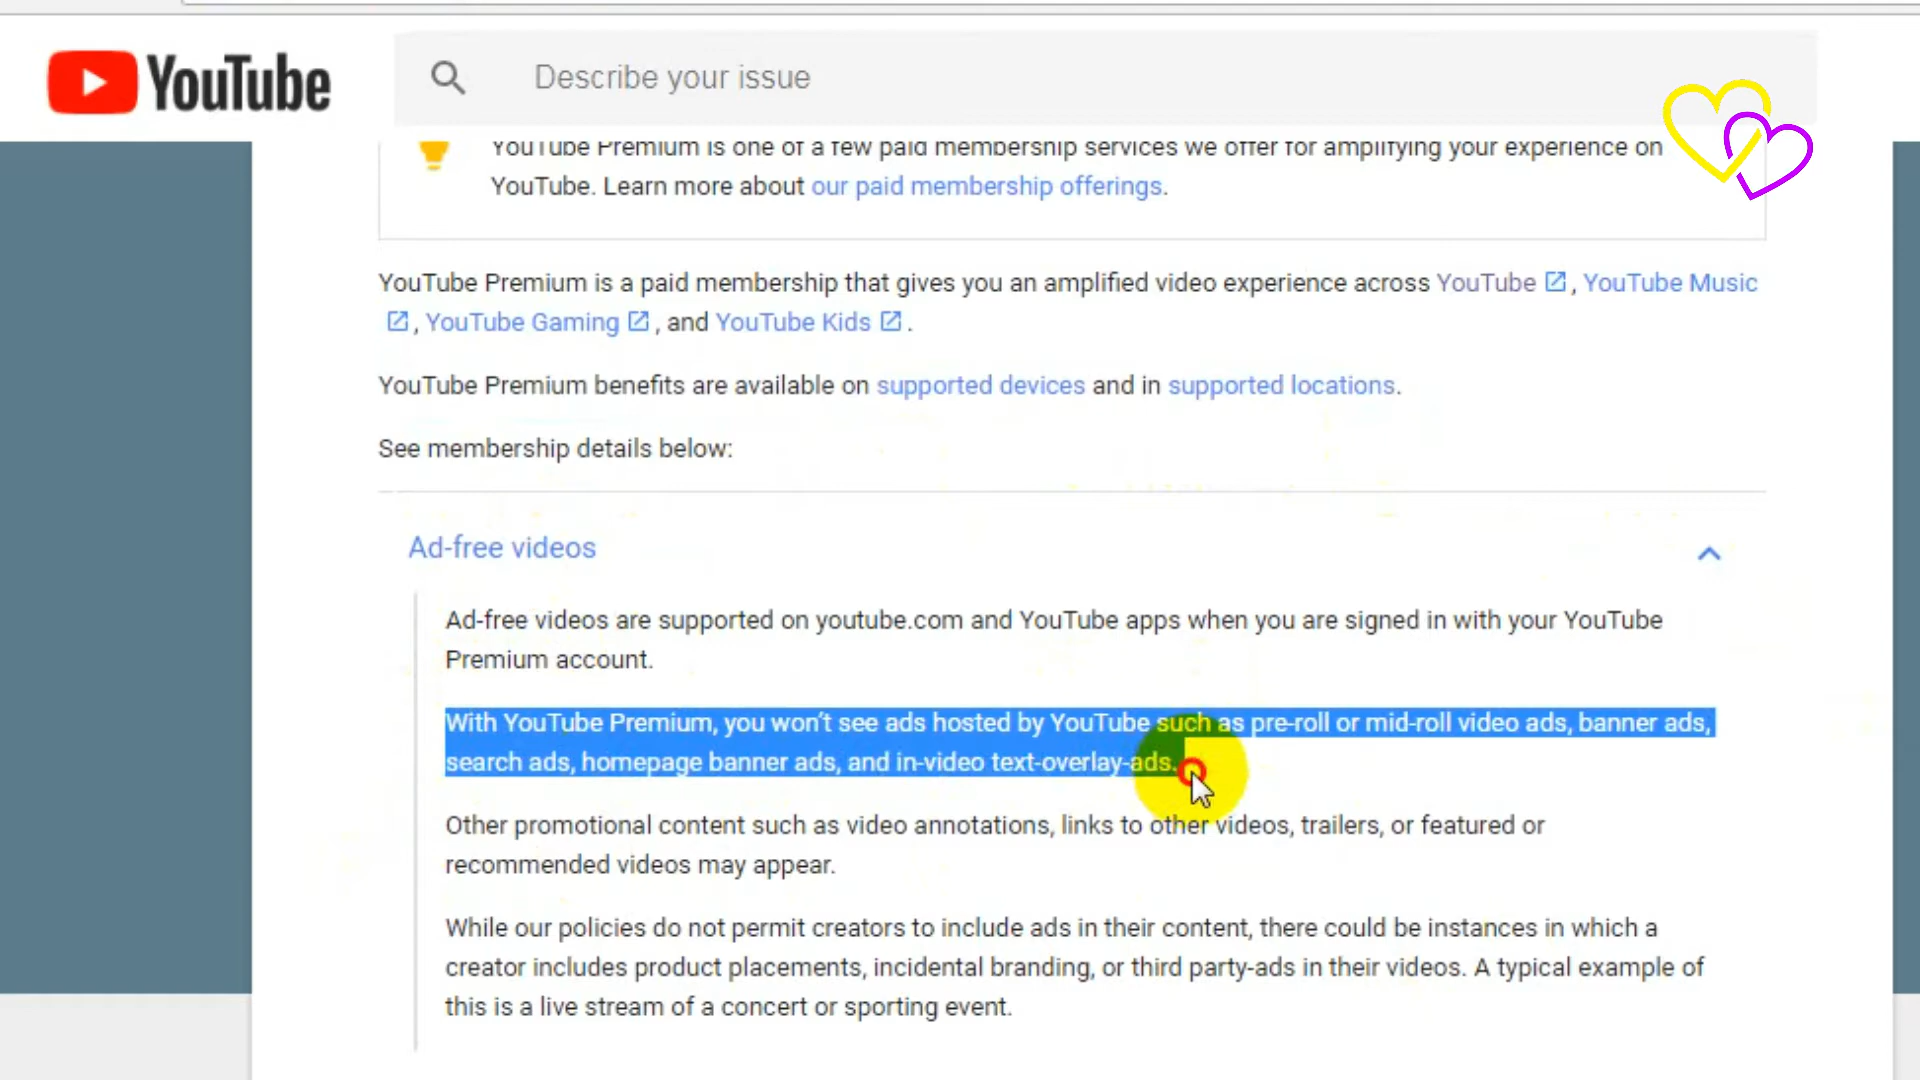 YouTube
Describe your issue
YouTube Premium is one of a few paid membership services we offer for amplifying your experience on
YouTube. Learn more about our paid membership offerings.
YouTube Premium is a paid membership that gives you an amplified video experience across YouTube , YouTube Music
, YouTube Gaming , and YouTube Kids .
YouTube Premium benefits are available on supported devices and in supported locations.
See membership details below:
Ad-free videos
Ad-free videos are supported on youtube.com and YouTube apps when you are signed in with your YouTube
Premium account.
With YouTube Premium, you won't see ads hosted by YouTube such as pre-roll or mid-roll video ads, banner ads,
search ads, homepage banner ads, and in-video text-overlay-ads.
Other promotional content such as video annotations, links to other videos, trailers, or featured or
recommended videos may appear.
While our policies do not permit creators to include ads in their content, there could be instances in which a
creator includes product placements, incidental branding, or third party-ads in their videos. A typical example of
this is a live stream of a concert or sporting event.